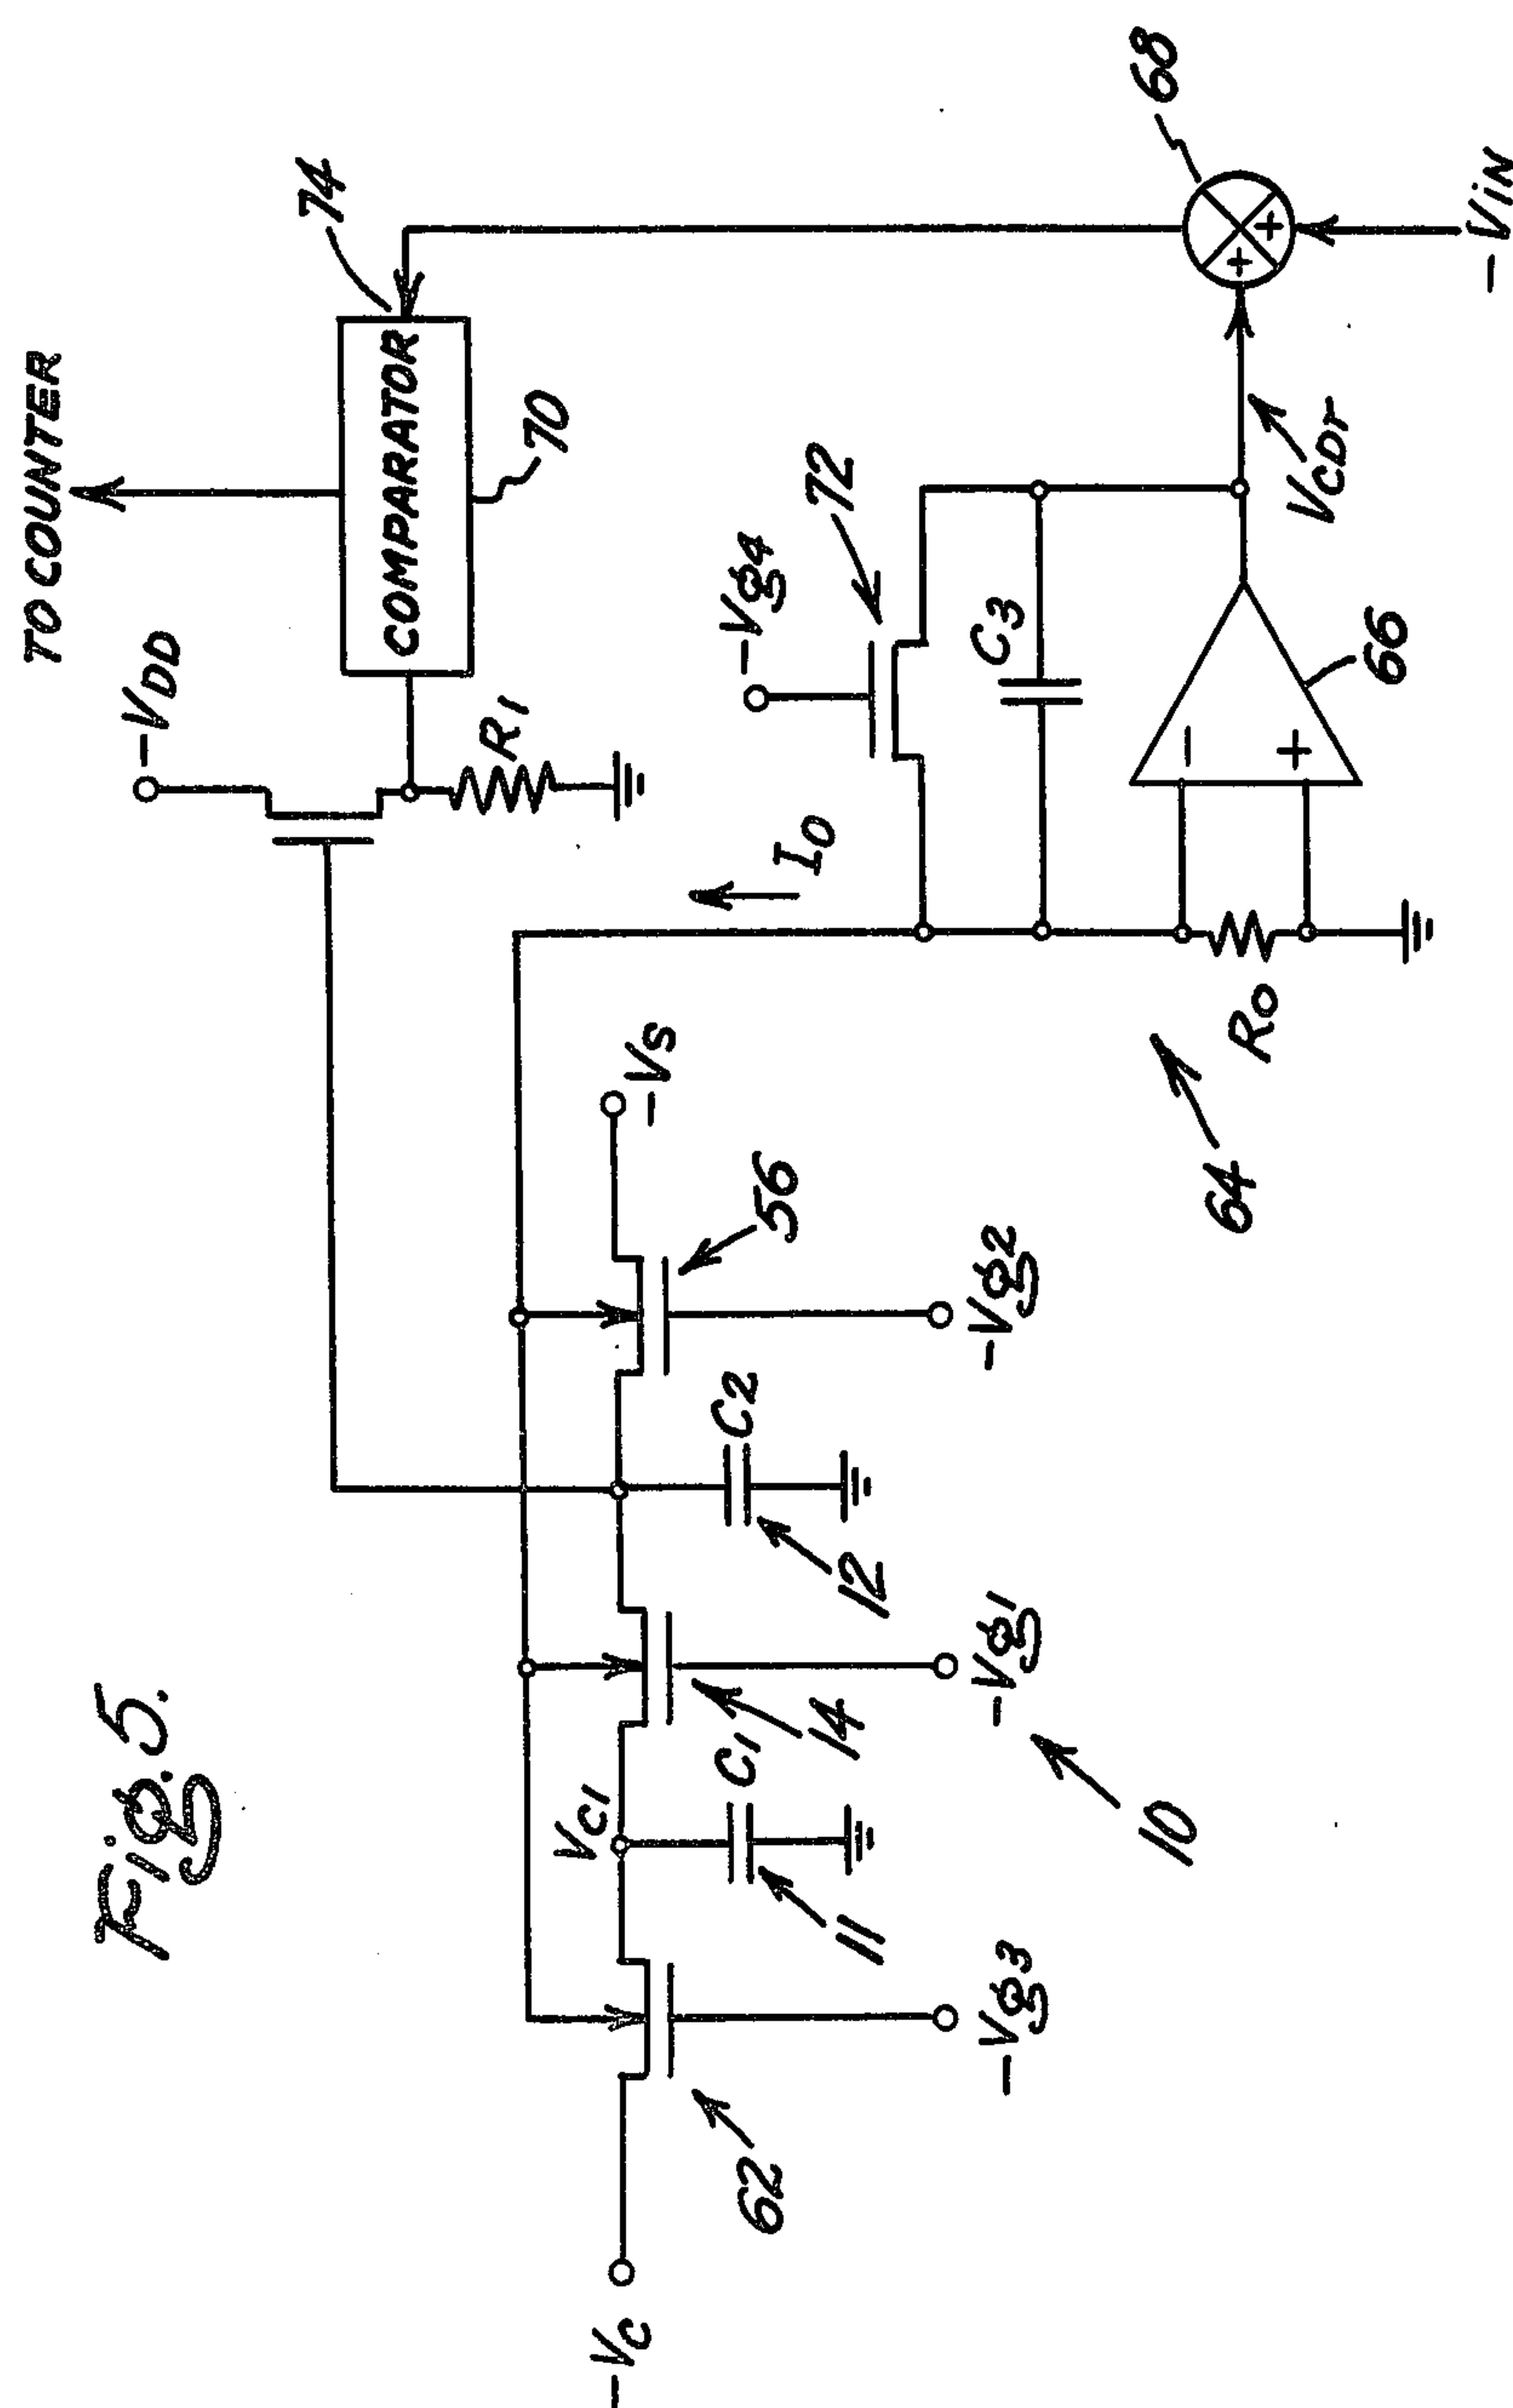 Fig. 5.
TO COUNTER
74
-VDD
COMPARATOR
70
R1
68
-Vφ4
72
I0
C3
-VS
56
66
VCDT
-VIN
VC1
C2
R0
64
-VC
C1
14
12
-Vφ2
11
-Vφ1
62
-Vφ3
10
-
+
+
+